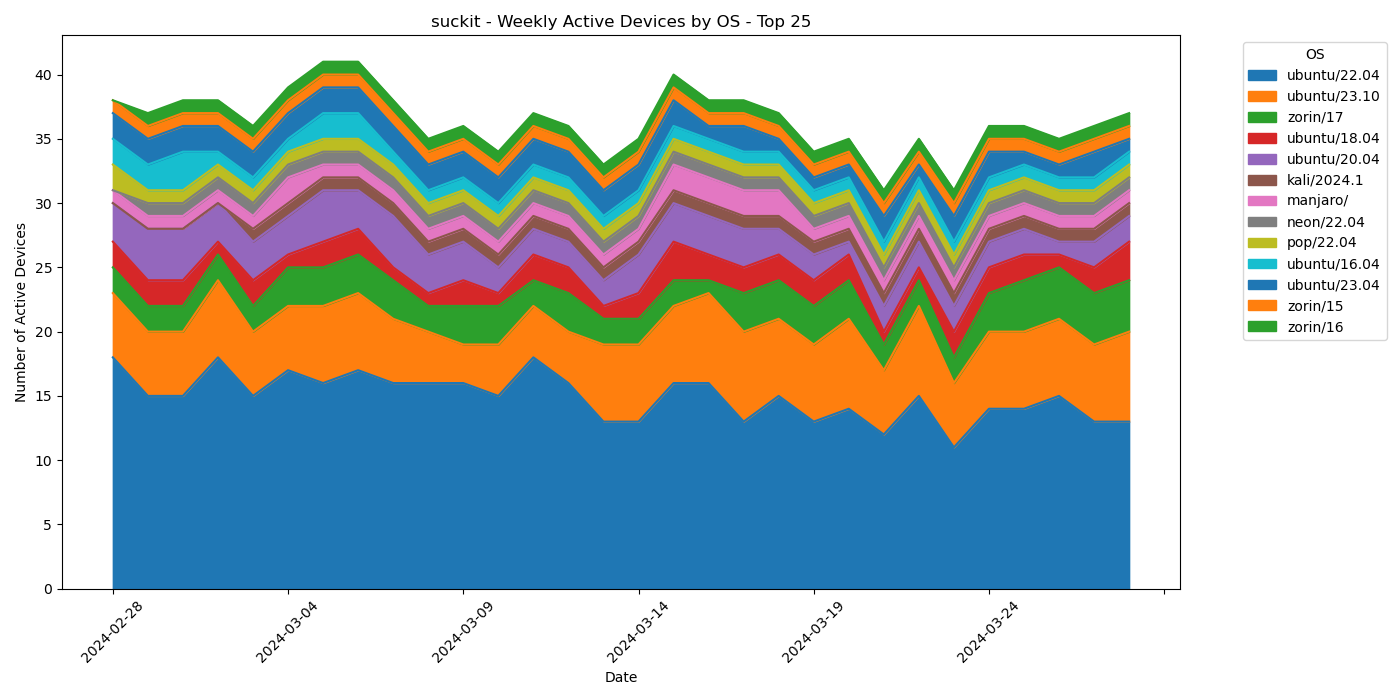 suckit - Weekly Active Devices by OS - Top 25
Number of Active Devices
40
35
30
25
20
15
10
5
0
2024-02-28
2024-03-04
2024-03-09
2024-03-14
2024-03-19
2024-03-24
Date
OS
ubuntu/22.04
ubuntu/23.10
zorin/17
ubuntu/18.04
ubuntu/20.04
kali/2024.1
manjaro/
neon/22.04
pop/22.04
ubuntu/16.04
ubuntu/23.04
zorin/15
zorin/16